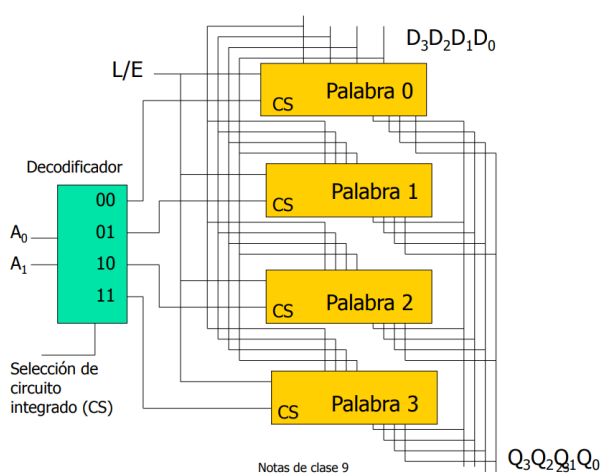 D₃D₂D₁D₀
L/E
Palabra 0
CS
Decodificador
00
01
10
11
A₀
A₁
Palabra 1
CS
Palabra 2
CS
Palabra 3
CS
Selección de
circuito
integrado (CS)
Notas de clase 9
Q₃Q₂Q₁Q₀